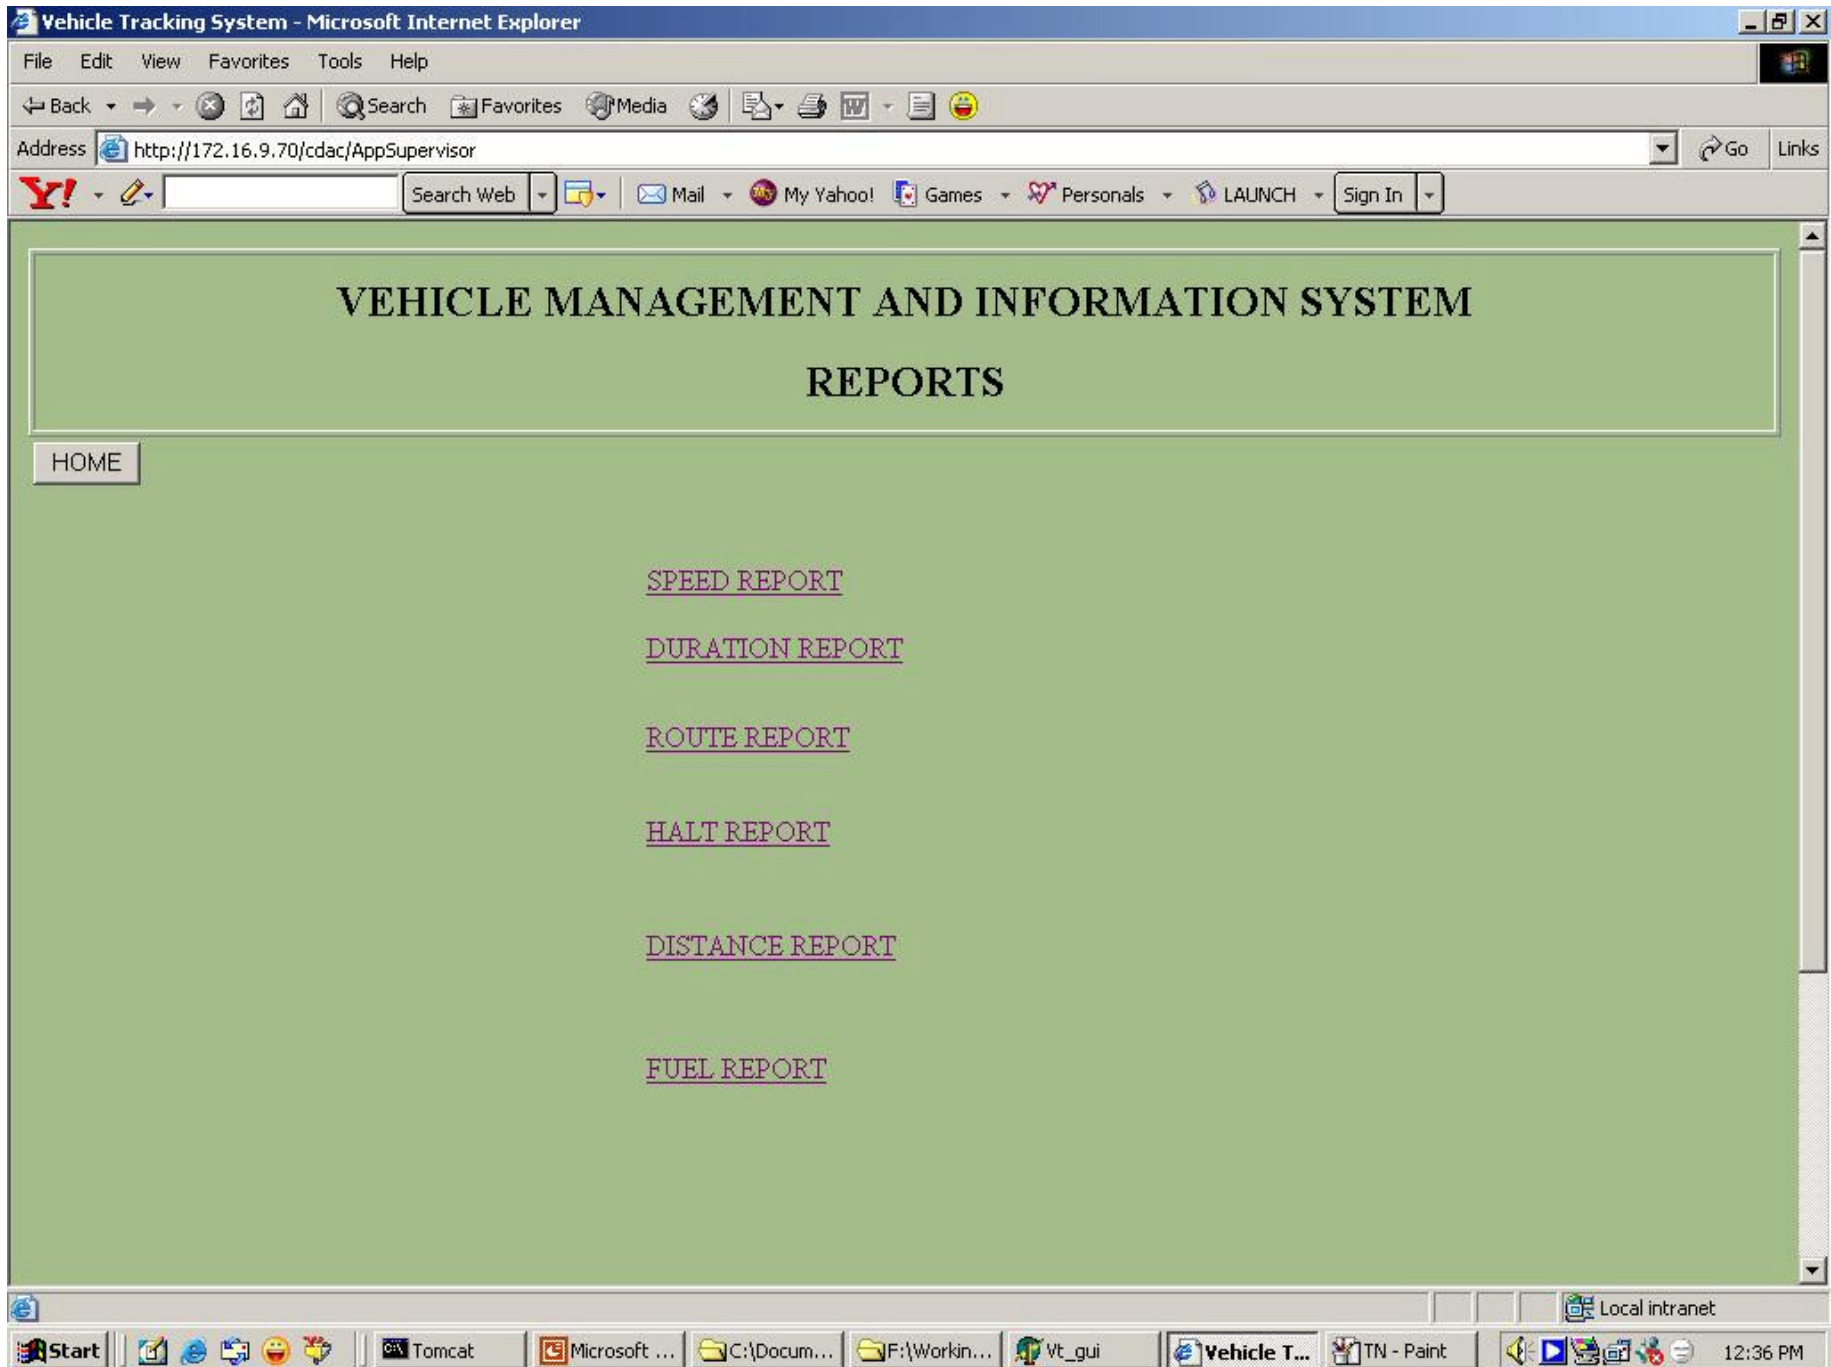 Vehicle Tracking System - Microsoft Internet Explorer
File Edit View Favorites Tools Help
Back Search Favorites Media
Address http://172.16.9.70/cdac/AppSupervisor Go Links
Y! Search Web Mail My Yahoo! Games Personals LAUNCH Sign In
VEHICLE MANAGEMENT AND INFORMATION SYSTEM
REPORTS
HOME
SPEED REPORT
DURATION REPORT
ROUTE REPORT
HALT REPORT
DISTANCE REPORT
FUEL REPORT
Local intranet
Start Tomcat Microsoft ... C:\Docum... F:\Workin... Vt_gui Vehicle T... TN - Paint 12:36 PM